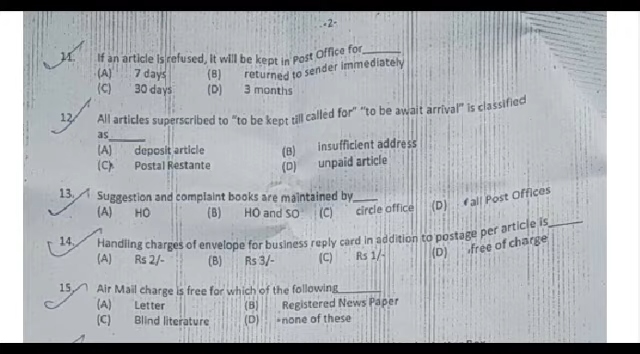 -2-
11. If an article is refused, it will be kept in Post Office for______
(A) 7 days (B) returned to sender immediately
(C) 30 days (D) 3 months
12. All articles superscribed to "to be kept till called for" "to be await arrival" is classified
as______
(A) deposit article (B) insufficient address
(C) Postal Restante (D) unpaid article
13. Suggestion and complaint books are maintained by____
(A) HO (B) HO and SO (C) circle office (D) all Post Offices
14. Handling charges of envelope for business reply card in addition to postage per article is______
(A) Rs 2/- (B) Rs 3/- (C) Rs 1/- (D) free of charge
15. Air Mail charge is free for which of the following______
(A) Letter (B) Registered News Paper
(C) Blind literature (D) none of these